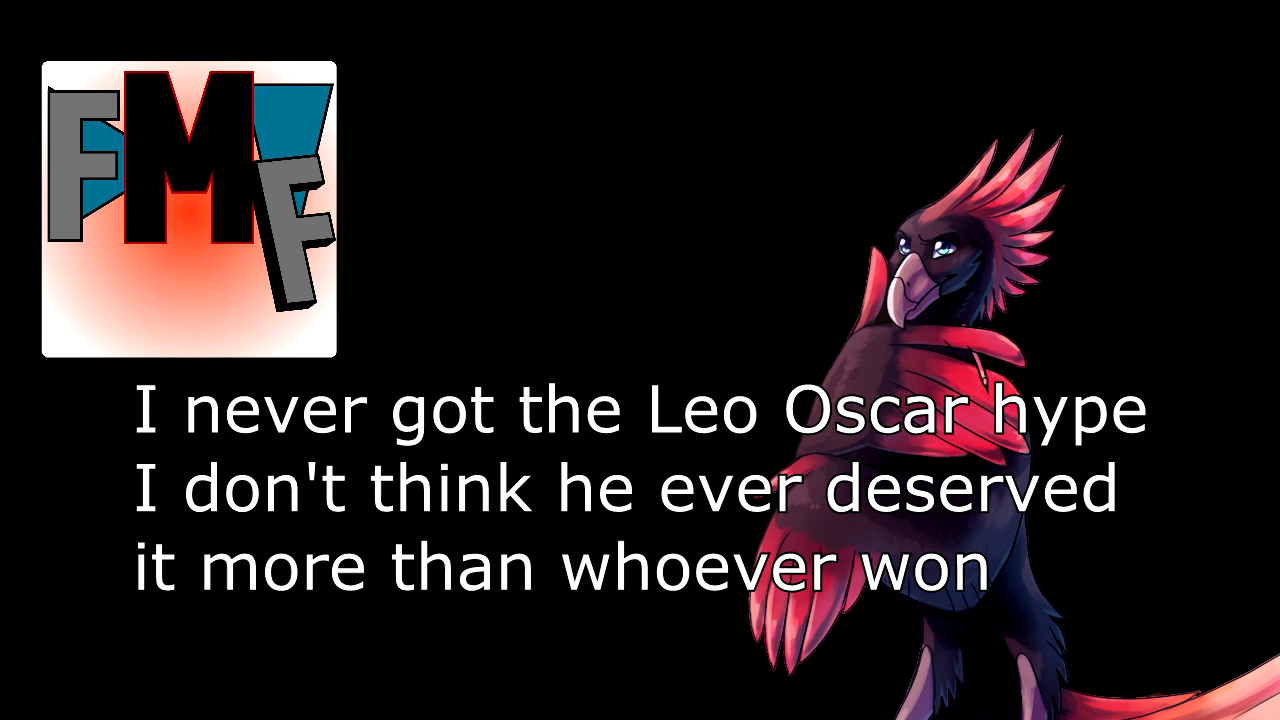 FMF
I never got the Leo Oscar hype
I don't think he ever deserved
it more than whoever won